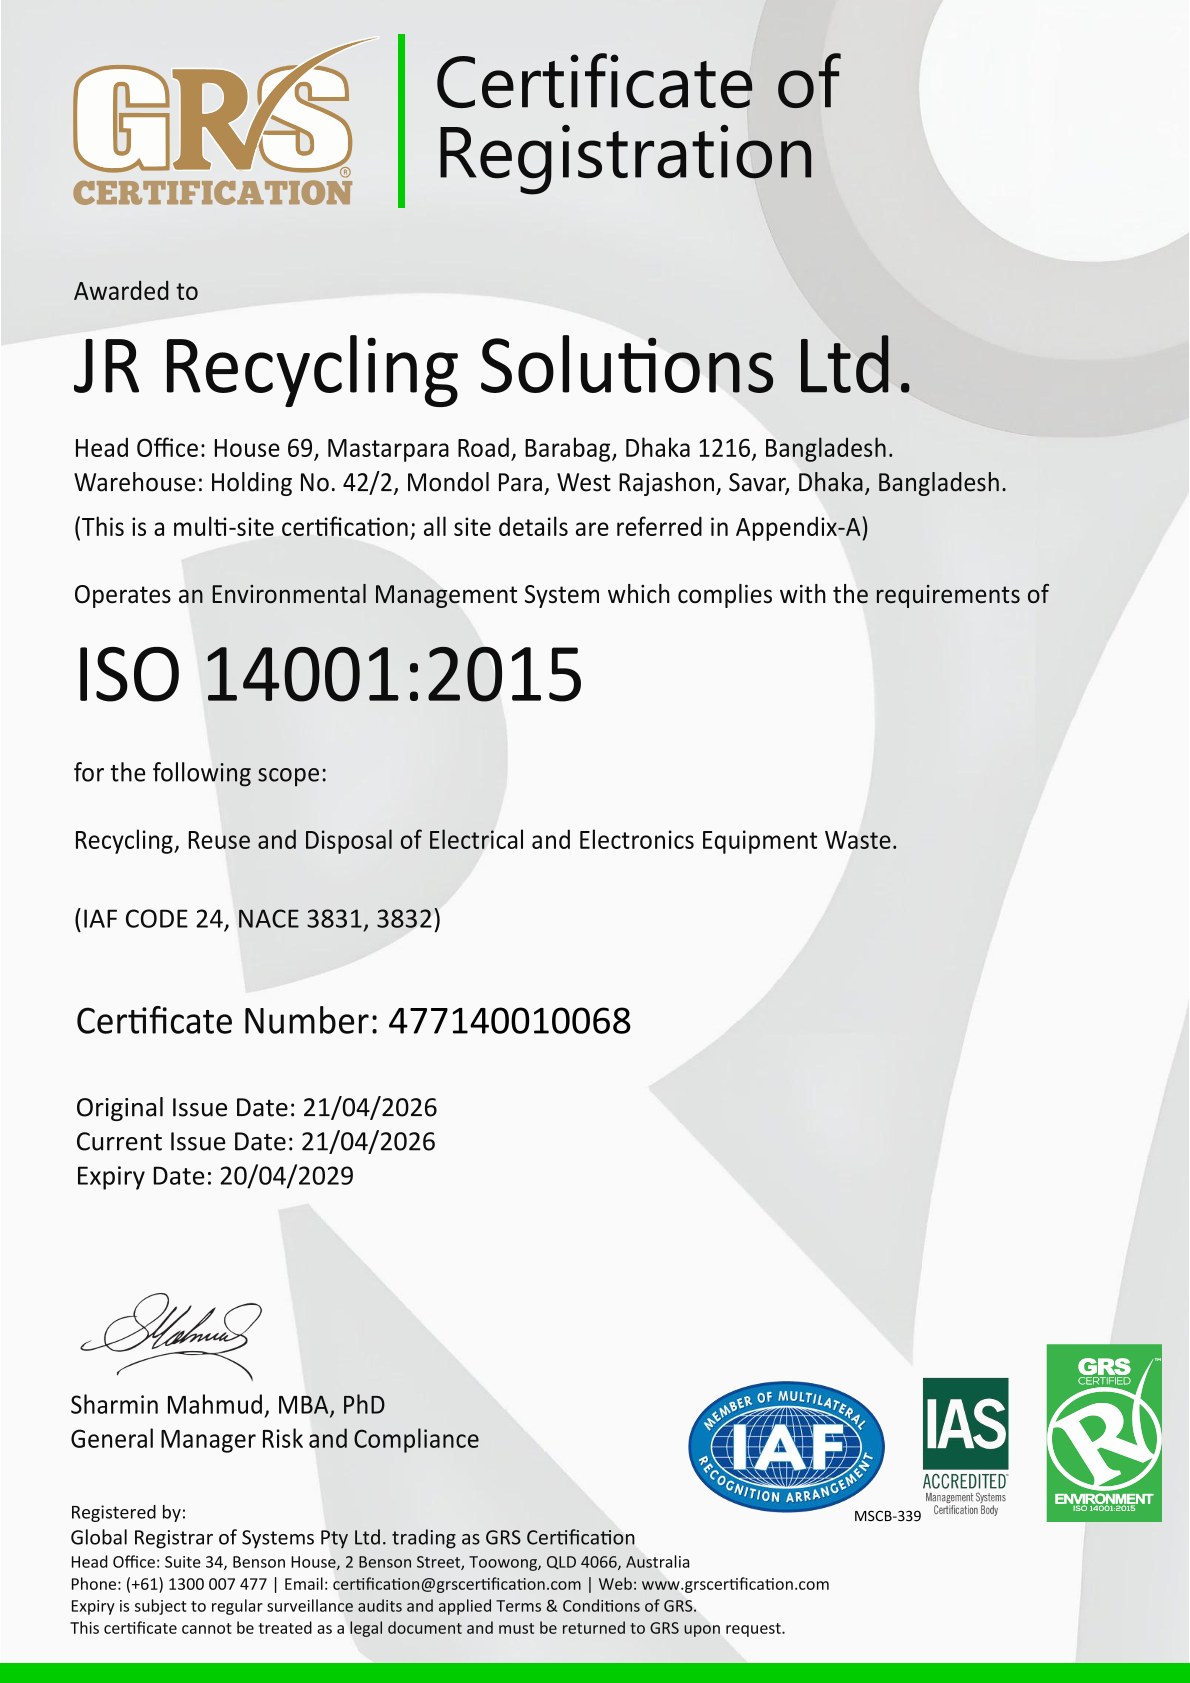 GRS
CERTIFICATION®
Certificate of
Registration
Awarded to
JR Recycling Solutions Ltd.
Head Office: House 69, Mastarpara Road, Barabag, Dhaka 1216, Bangladesh.
Warehouse: Holding No. 42/2, Mondol Para, West Rajashon, Savar, Dhaka, Bangladesh.
(This is a multi-site certification; all site details are referred in Appendix-A)
Operates an Environmental Management System which complies with the requirements of
ISO 14001:2015
for the following scope:
Recycling, Reuse and Disposal of Electrical and Electronics Equipment Waste.
(IAF CODE 24, NACE 3831, 3832)
Certificate Number: 477140010068
Original Issue Date: 21/04/2026
Current Issue Date: 21/04/2026
Expiry Date: 20/04/2029
SMahmud
Sharmin Mahmud, MBA, PhD
General Manager Risk and Compliance
MEMBER OF MULTILATERAL
IAF
RECOGNITION ARRANGEMENT
MSCB-339
IAS
ACCREDITED
Management Systems
Certification Body
GRS
CERTIFIED
R
ENVIRONMENT
ISO 14001:2015
Registered by:
Global Registrar of Systems Pty Ltd. trading as GRS Certification
Head Office: Suite 34, Benson House, 2 Benson Street, Toowong, QLD 4066, Australia
Phone: (+61) 1300 007 477 | Email: certification@grscertification.com | Web: www.grscertification.com
Expiry is subject to regular surveillance audits and applied Terms & Conditions of GRS.
This certificate cannot be treated as a legal document and must be returned to GRS upon request.